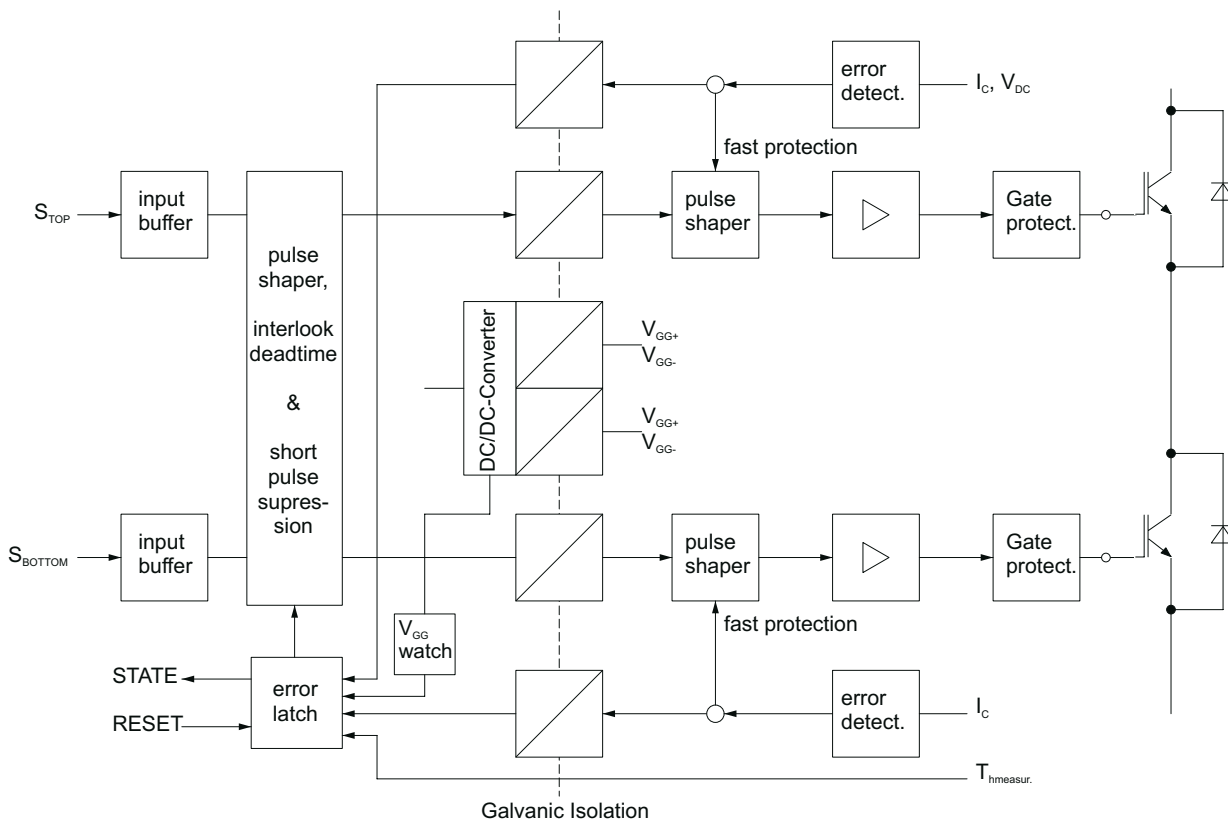 error
detect.
I_C, V_DC
fast protection
S_TOP
input
buffer
pulse
shaper,
interlook
deadtime
&
short
pulse
supres-
sion
pulse
shaper
Gate
protect.
DC/DC-Converter
V_GG+
V_GG-
V_GG+
V_GG-
S_BOTTOM
input
buffer
pulse
shaper
Gate
protect.
fast protection
V_GG
watch
STATE
RESET
error
latch
error
detect.
I_C
T_hmeasur.
Galvanic Isolation